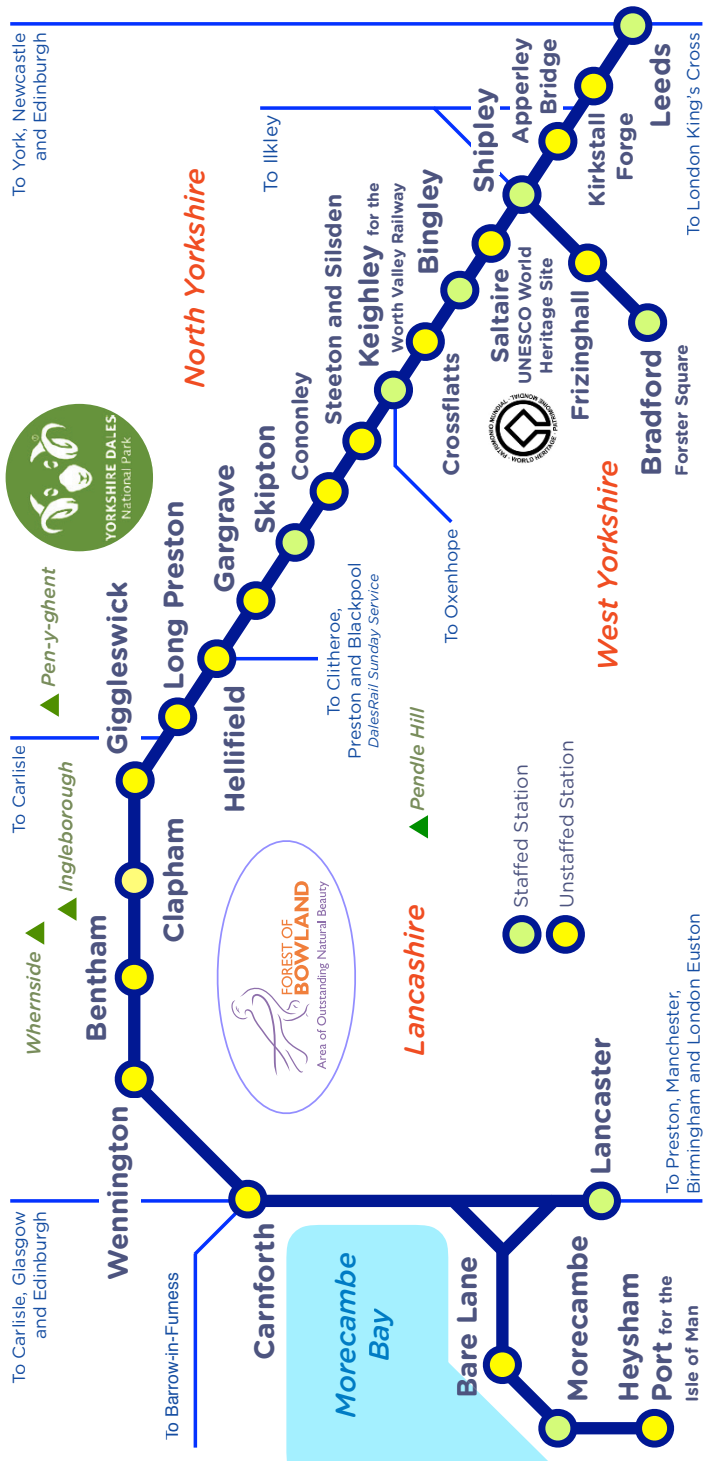 To Carlisle, Glasgow
and Edinburgh
To Barrow-in-Furness
Wennington
Carnforth
Morecambe
Bay
Bare Lane
Morecambe
Heysham
Port for the
Isle of Man
Lancaster
To Preston, Manchester,
Birmingham and London Euston
Whernside
Ingleborough
Bentham
Clapham
FOREST OF
BOWLAND
Area of Outstanding Natural Beauty
Lancashire
Staffed Station
Unstaffed Station
To Carlisle
Pen-y-ghent
Giggleswick
Long Preston
Hellifield
To Clitheroe,
Preston and Blackpool
DalesRail Sunday Service
Pendle Hill
YORKSHIRE DALES
National Park
®
Gargrave
Skipton
Cononley
Steeton and Silsden
Keighley for the
Worth Valley Railway
To Oxenhope
West Yorkshire
North Yorkshire
Crossflatts
Bingley
Saltaire
UNESCO World
Heritage Site
PATRIMONIO MUNDIAL · WORLD HERITAGE · PATRIMOINE MONDIAL ·
Shipley
Frizinghall
Bradford
Forster Square
To Ilkley
Apperley
Bridge
Kirkstall
Forge
Leeds
To York, Newcastle
and Edinburgh
To London King's Cross